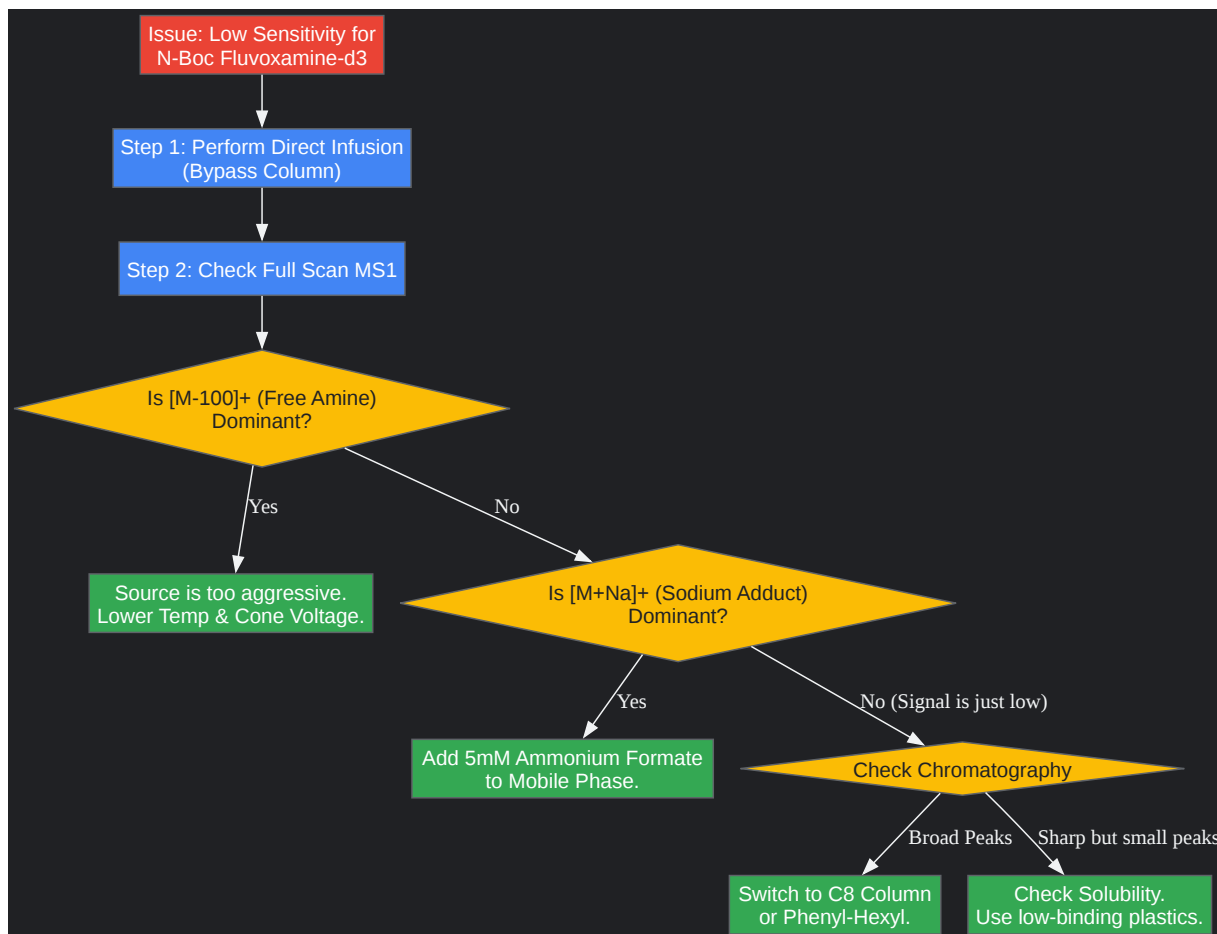 Issue: Low Sensitivity for
N-Boc Fluvoxamine-d3
Step 1: Perform Direct Infusion
(Bypass Column)
Step 2: Check Full Scan MS1
Is [M-100]+ (Free Amine)
Dominant?
Yes
No
Source is too aggressive.
Lower Temp & Cone Voltage.
Is [M+Na]+ (Sodium Adduct)
Dominant?
Yes
No (Signal is just low)
Add 5mM Ammonium Formate
to Mobile Phase.
Check Chromatography
Broad Peaks
Sharp but small peaks
Switch to C8 Column
or Phenyl-Hexyl.
Check Solubility.
Use low-binding plastics.